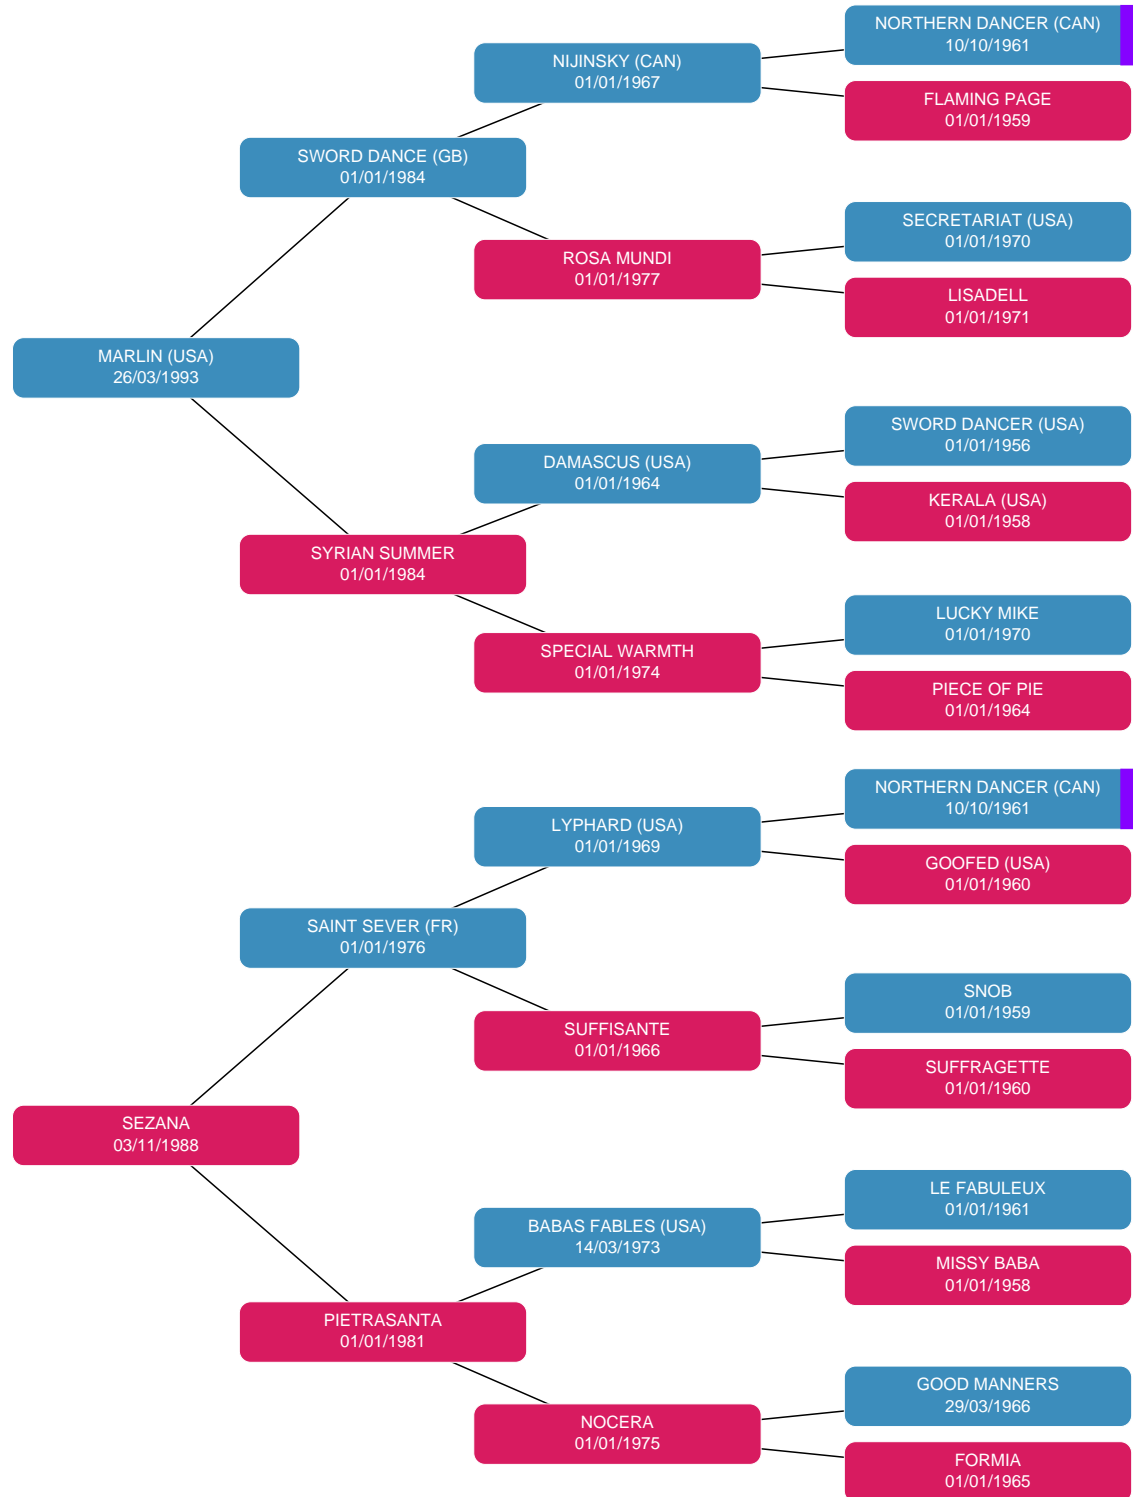 NORTHERN DANCER (CAN)
10/10/1961
NIJINSKY (CAN)
01/01/1967
FLAMING PAGE
01/01/1959
SWORD DANCE (GB)
01/01/1984
SECRETARIAT (USA)
01/01/1970
ROSA MUNDI
01/01/1977
LISADELL
01/01/1971
MARLIN (USA)
26/03/1993
SWORD DANCER (USA)
01/01/1956
DAMASCUS (USA)
01/01/1964
KERALA (USA)
01/01/1958
SYRIAN SUMMER
01/01/1984
LUCKY MIKE
01/01/1970
SPECIAL WARMTH
01/01/1974
PIECE OF PIE
01/01/1964
NORTHERN DANCER (CAN)
10/10/1961
LYPHARD (USA)
01/01/1969
GOOFED (USA)
01/01/1960
SAINT SEVER (FR)
01/01/1976
SNOB
01/01/1959
SUFFISANTE
01/01/1966
SUFFRAGETTE
01/01/1960
SEZANA
03/11/1988
LE FABULEUX
01/01/1961
BABAS FABLES (USA)
14/03/1973
MISSY BABA
01/01/1958
PIETRASANTA
01/01/1981
GOOD MANNERS
29/03/1966
NOCERA
01/01/1975
FORMIA
01/01/1965